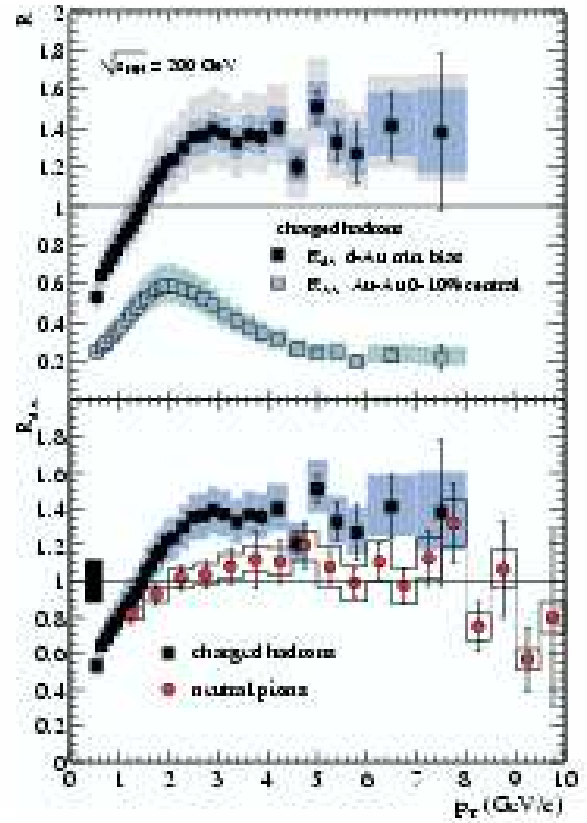 R
2
1.8
√s_NN = 200 GeV
1.6
1.4
1.2
1
charged hadrons
0.8
R_dA d-Au min. bias
0.6
R_AA Au-Au 0-10% central
0.4
0.2
R_dA
1.8
1.6
1.4
1.2
1
0.8
charged hadrons
0.6
neutral pions
0.4
0.2
0
0 1 2 3 4 5 6 7 8 9 10
p_T (GeV/c)